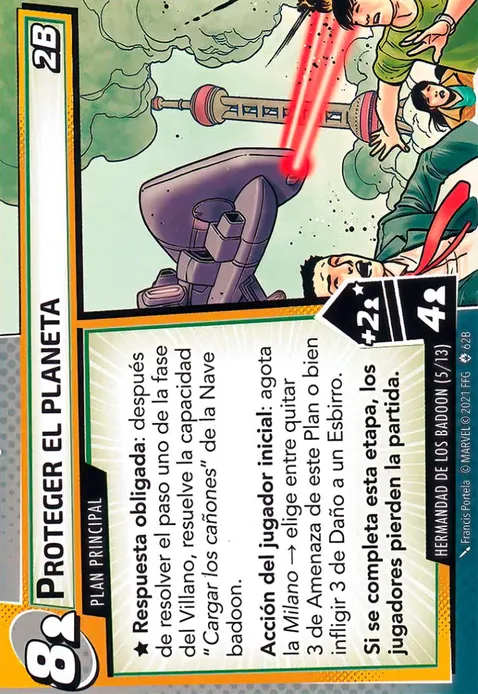 8
PROTEGER EL PLANETA
2B
PLAN PRINCIPAL
★ Respuesta obligada: después
de resolver el paso uno de la fase
del Villano, resuelve la capacidad
"Cargar los cañones" de la Nave
badoon.
Acción del jugador inicial: agota
la Milano → elige entre quitar
3 de Amenaza de este Plan o bien
infligir 3 de Daño a un Esbirro.
Si se completa esta etapa, los
jugadores pierden la partida.
+2 ★
4
HERMANDAD DE LOS BADOON (5/13)
Francis Portela © MARVEL © 2021 FFG 62B